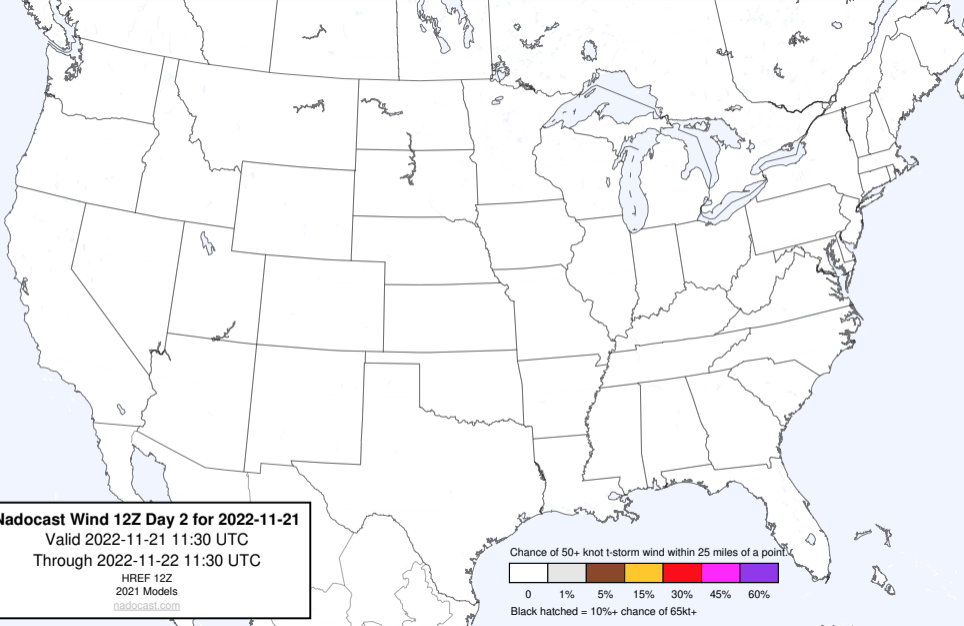 Nadocast Wind 12Z Day 2 for 2022-11-21
Valid 2022-11-21 11:30 UTC
Through 2022-11-22 11:30 UTC
HREF 12Z
2021 Models
nadocast.com
Chance of 50+ knot t-storm wind within 25 miles of a point.
0 1% 5% 15% 30% 45% 60%
Black hatched = 10%+ chance of 65kt+